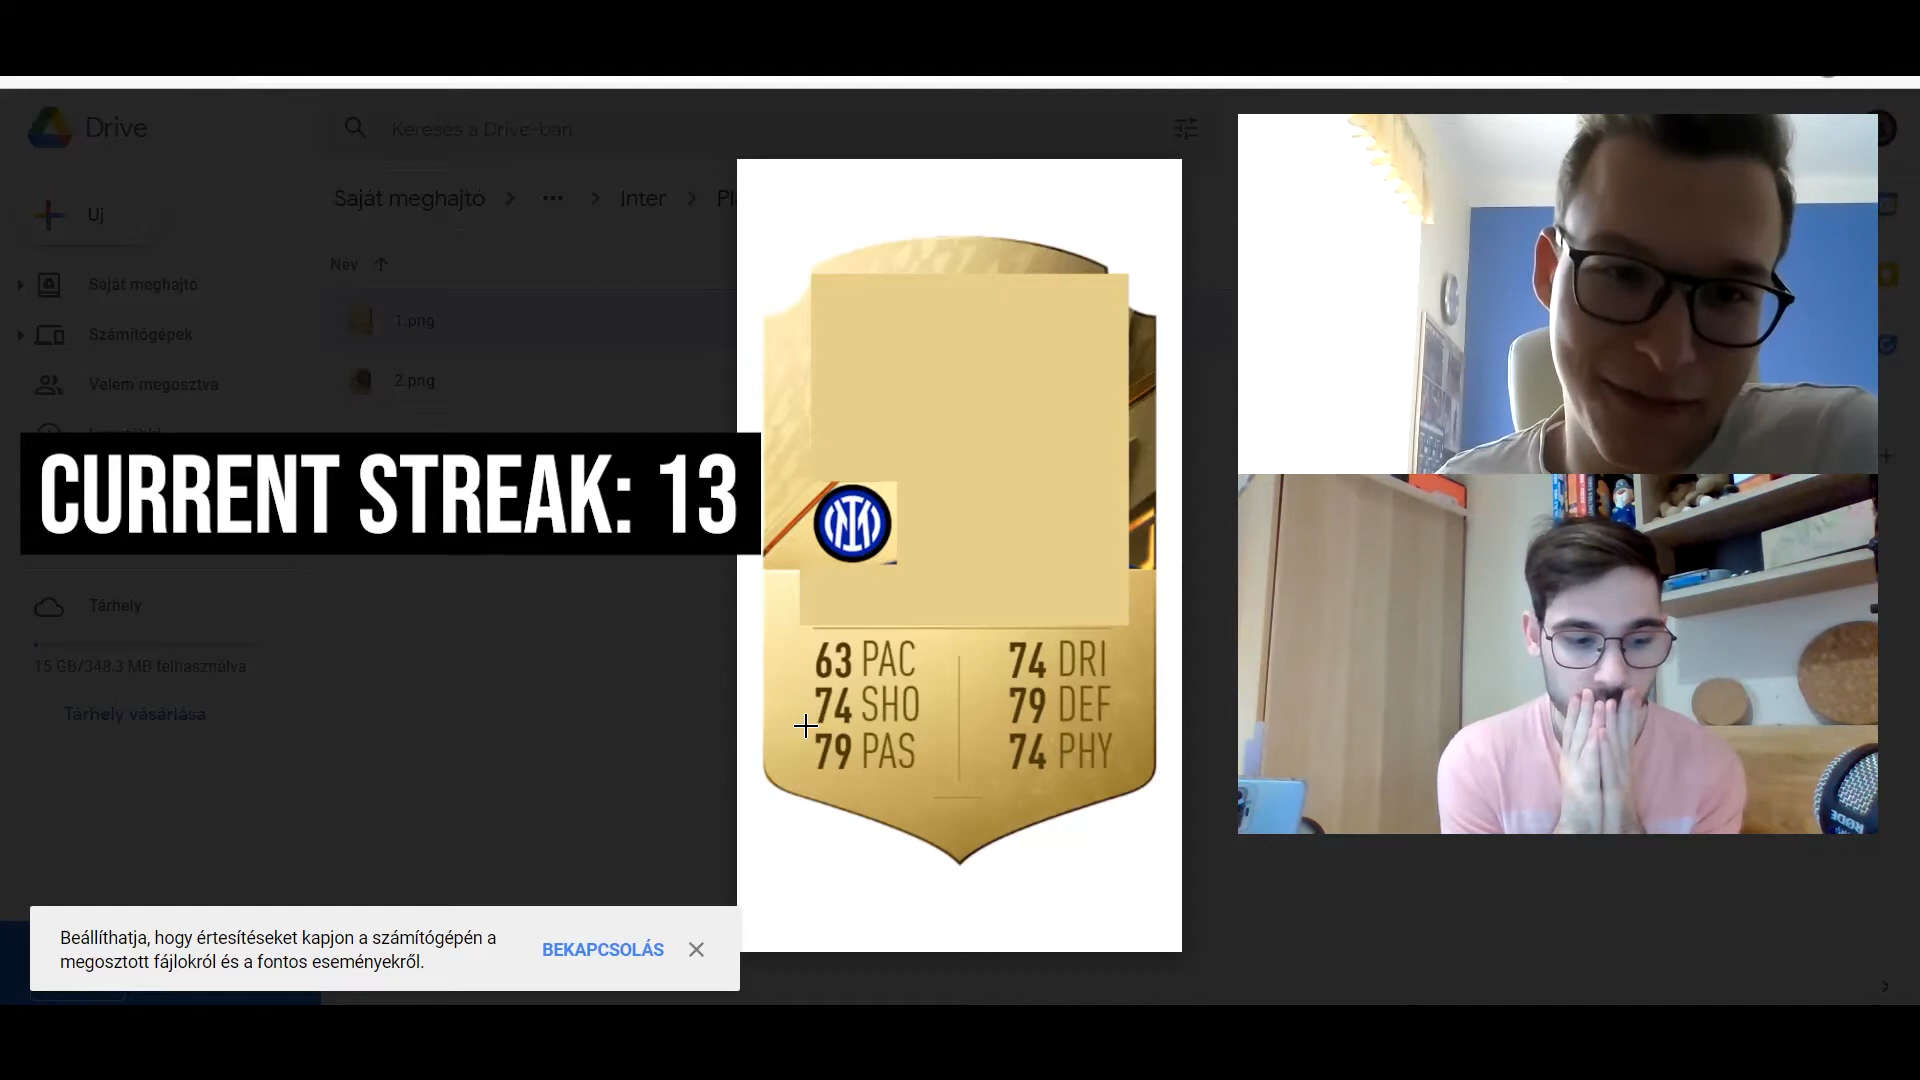 Drive
Keresés a Drive-ban
Saját meghajtó
Inter
Új
Név
Saját meghajtó
1.png
Számítógépek
2.png
Velem megosztva
CURRENT STREAK: 13
Tárhely
63 PAC
74 DRI
15 GB/348.3 MB felhasználva
74 SHO
79 DEF
Tárhely vásárlása
79 PAS
74 PHY
RØDE
Beállíthatja, hogy értesítéseket kapjon a számítógépén a
megosztott fájlokról és a fontos eseményekről.
BEKAPCSOLÁS